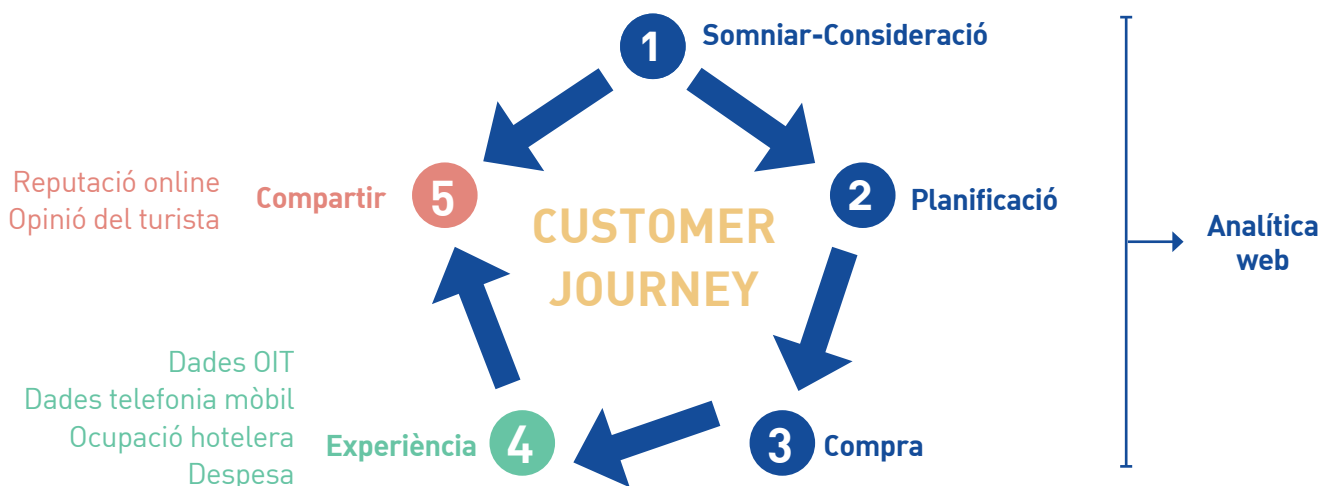 1
Somniar-Consideració
2
Planificació
3
Compra
Analítica
web
4
Experiència
Dades OIT
Dades telefonia mòbil
Ocupació hotelera
Despesa
5
Compartir
Reputació online
Opinió del turista
CUSTOMER
JOURNEY